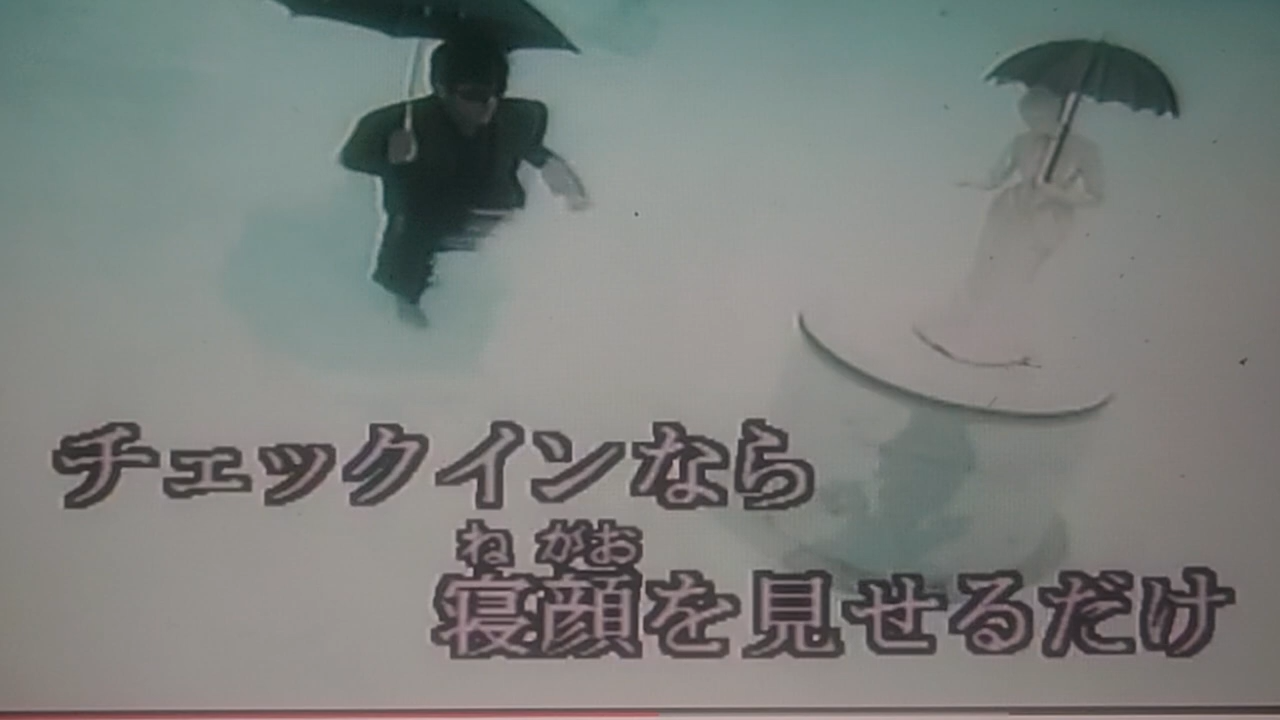 チェックインなら
ねがお
寝顔を見せるだけ